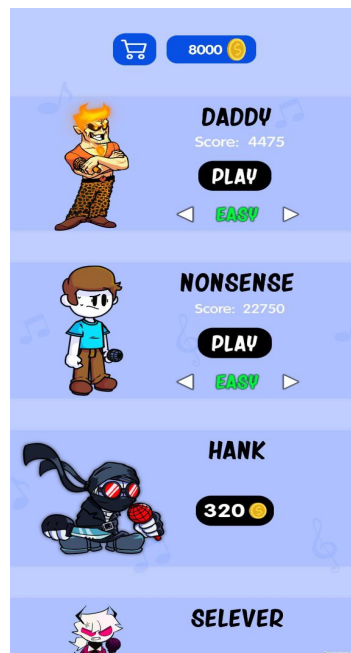 8000
DADDY
Score: 4475
PLAY
EASY
NONSENSE
Score: 22750
PLAY
EASY
HANK
320
SELEVER